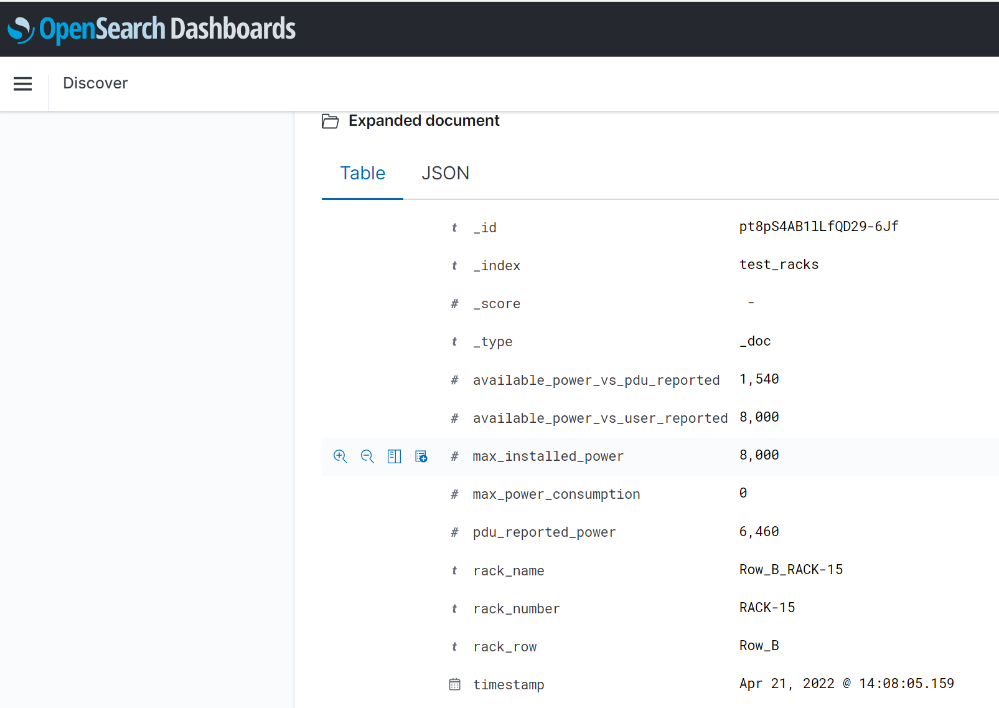 OpenSearch Dashboards
Discover
Expanded document
Table JSON
t _id pt8pS4AB1lLfQD29-6Jf
t _index test_racks
# _score -
t _type _doc
# available_power_vs_pdu_reported 1,540
# available_power_vs_user_reported 8,000
# max_installed_power 8,000
# max_power_consumption 0
# pdu_reported_power 6,460
t rack_name Row_B_RACK-15
t rack_number RACK-15
t rack_row Row_B
timestamp Apr 21, 2022 @ 14:08:05.159